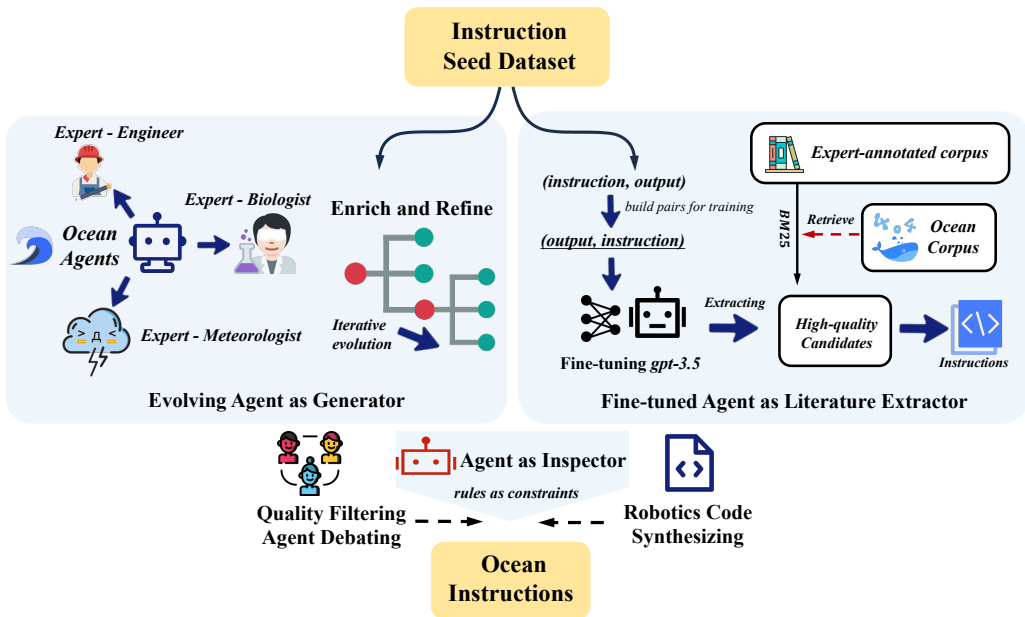 Instruction
Seed Dataset
Expert - Engineer
Expert - Biologist
Ocean
Agents
Expert - Meteorologist
Enrich and Refine
Iterative
evolution
Evolving Agent as Generator
(instruction, output)
build pairs for training
(output, instruction)
Fine-tuning gpt-3.5
Extracting
Expert-annotated corpus
BM25
Retrieve
Ocean
Corpus
High-quality
Candidates
</>
Instructions
Fine-tuned Agent as Literature Extractor
Agent as Inspector
rules as constraints
Quality Filtering
Agent Debating
Robotics Code
Synthesizing
Ocean
Instructions